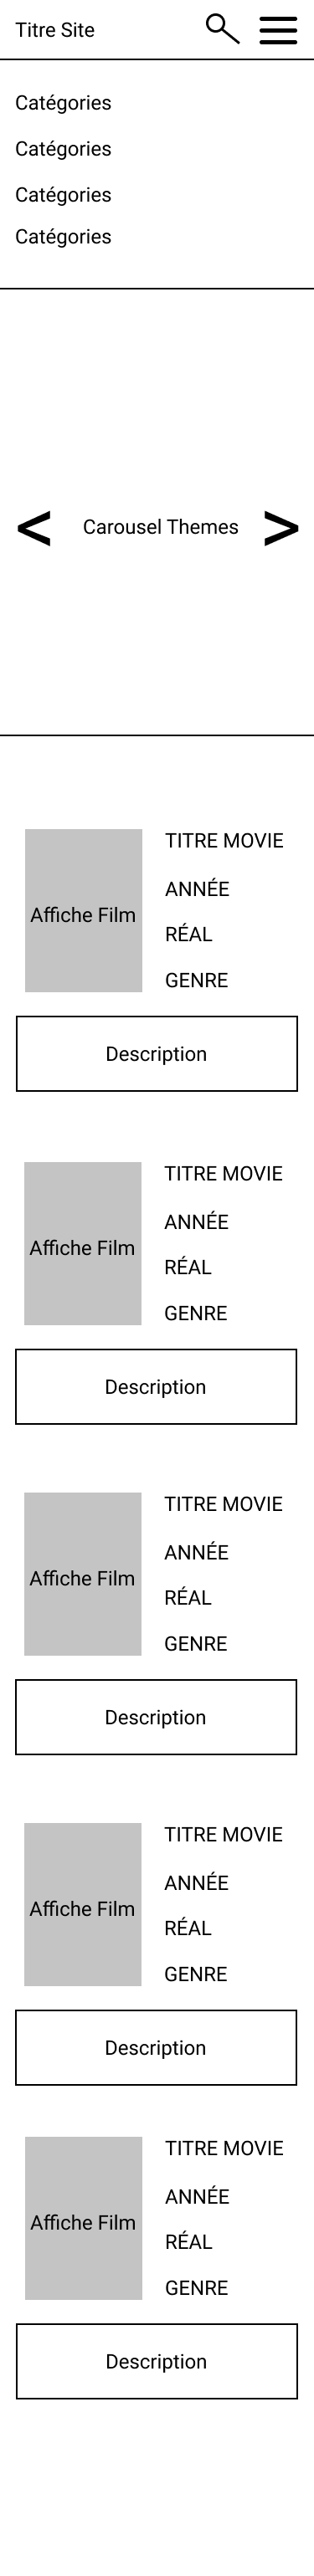 Titre Site
Catégories
Catégories
Catégories
Catégories
< Carousel Themes >
TITRE MOVIE
ANNÉE
Affiche Film
RÉAL
GENRE
Description
TITRE MOVIE
ANNÉE
Affiche Film
RÉAL
GENRE
Description
TITRE MOVIE
ANNÉE
Affiche Film
RÉAL
GENRE
Description
TITRE MOVIE
ANNÉE
Affiche Film
RÉAL
GENRE
Description
TITRE MOVIE
ANNÉE
Affiche Film
RÉAL
GENRE
Description